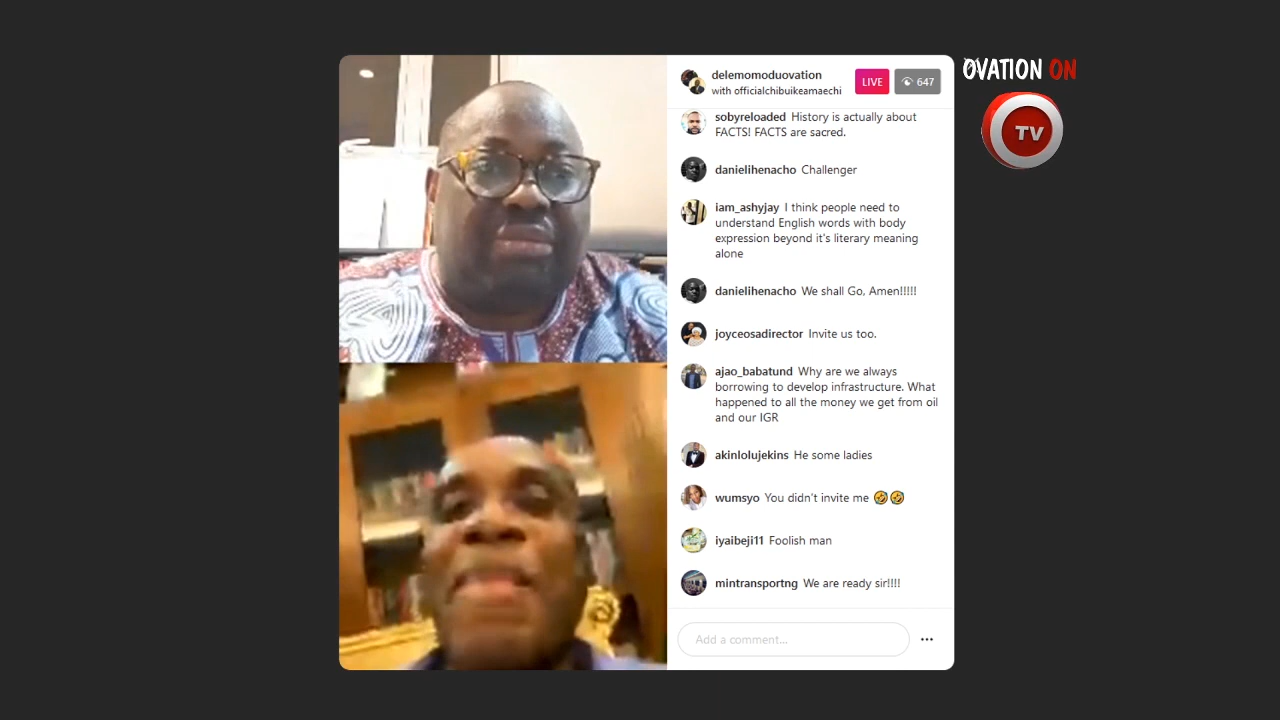 delemomoduovation
with officialchibuikeamaechi
LIVE
647
OVATION ON
TV
sobyreloaded History is actually about
FACTS! FACTS are sacred.
danielihenacho Challenger
iam_ashyjay I think people need to
understand English words with body
expression beyond it's literary meaning
alone
danielihenacho We shall Go, Amen!!!!!
joyceosadirector Invite us too.
ajao_babatund Why are we always
borrowing to develop infrastructure. What
happened to all the money we get from oil
and our IGR
akinlolujekins He some ladies
wumsyo You didn't invite me 🤣🤣
iyaibeji11 Foolish man
mintransportng We are ready sir!!!!
Add a comment...